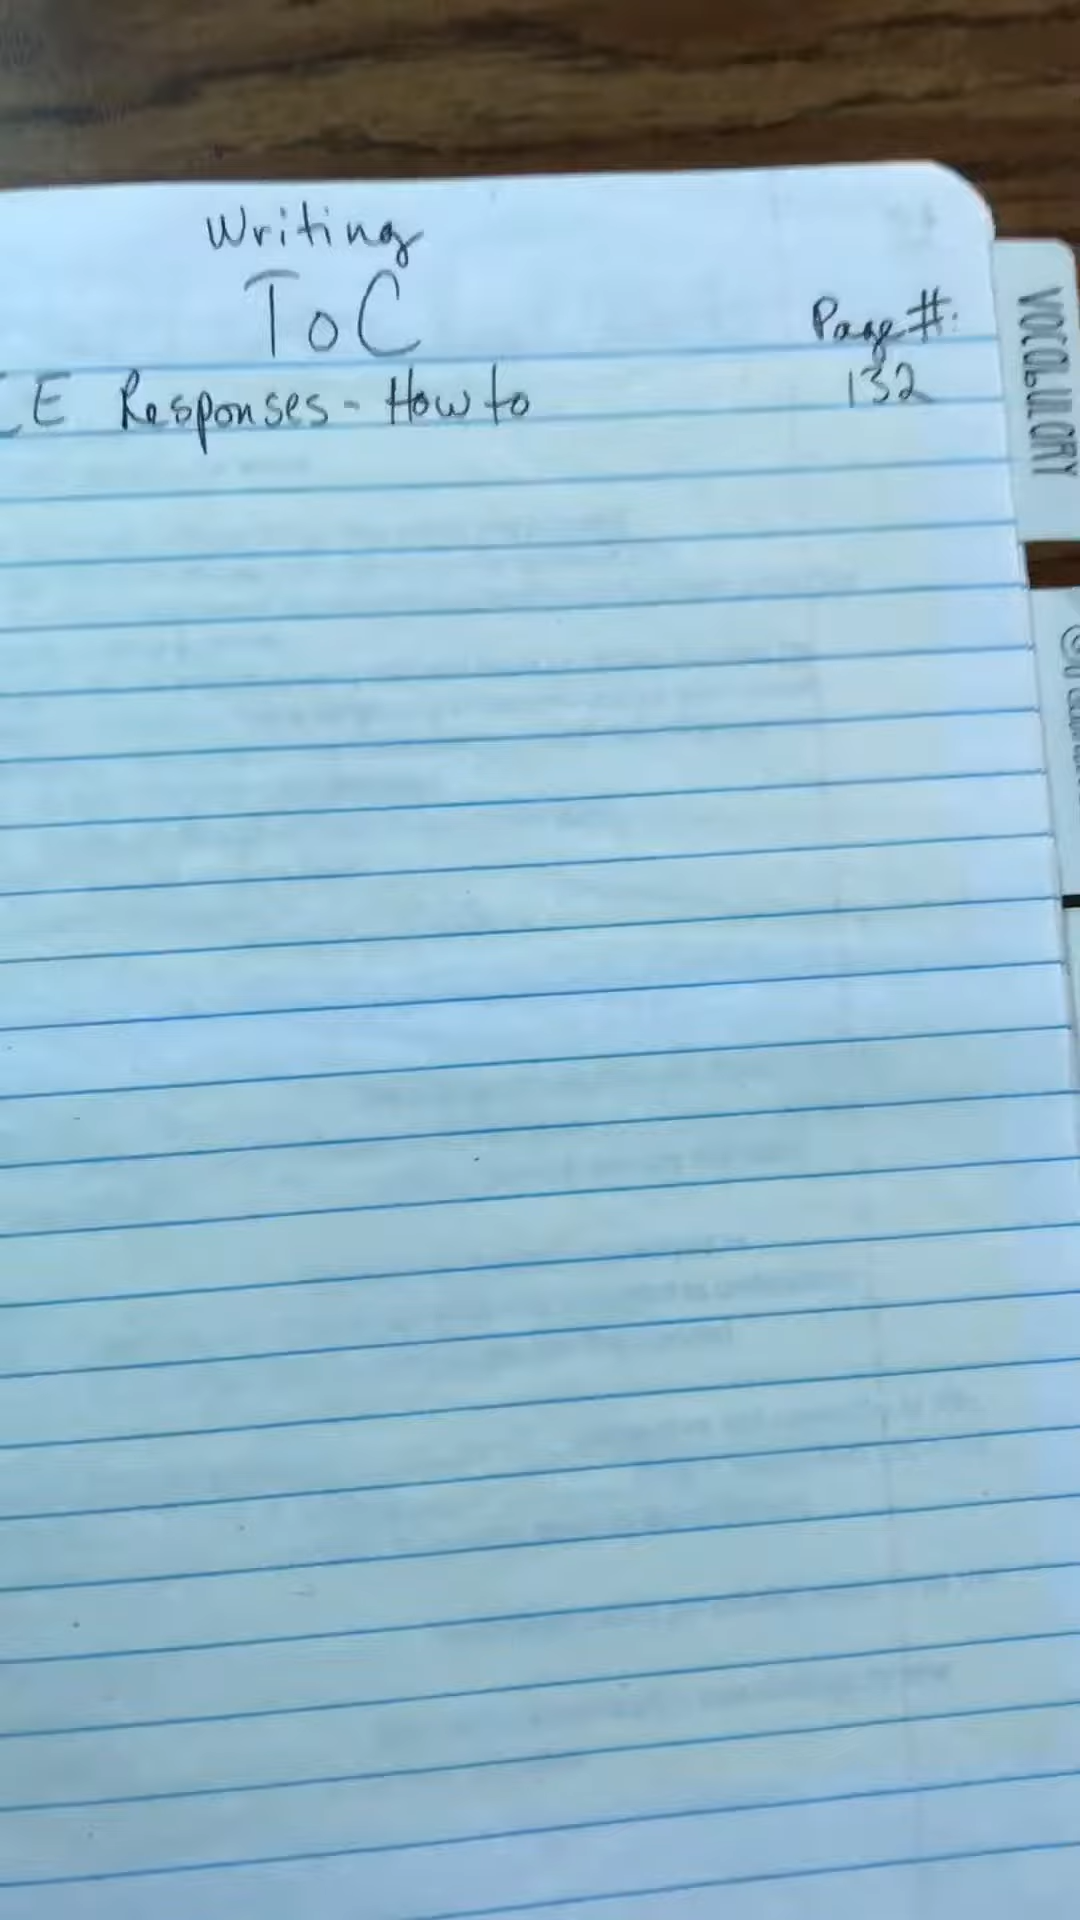 Writing
ToC
Page #:
E Responses - How to 132
VOCABULARY